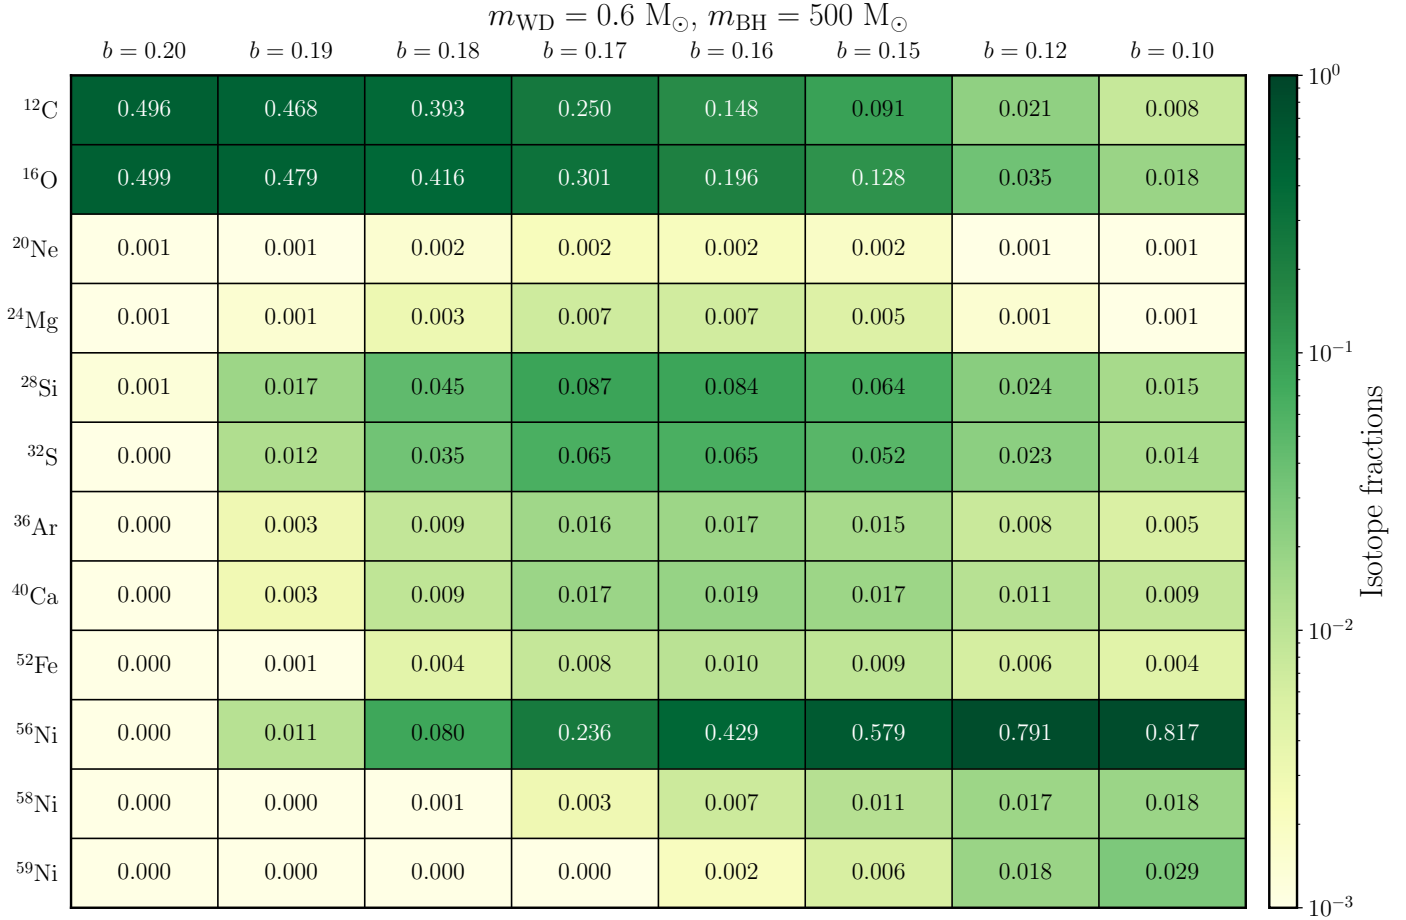 m_WD = 0.6 M_⊙, m_BH = 500 M_⊙
b = 0.20 b = 0.19 b = 0.18 b = 0.17 b = 0.16 b = 0.15 b = 0.12 b = 0.10
¹²C 0.496 0.468 0.393 0.250 0.148 0.091 0.021 0.008
¹⁶O 0.499 0.479 0.416 0.301 0.196 0.128 0.035 0.018
²⁰Ne 0.001 0.001 0.002 0.002 0.002 0.002 0.001 0.001
²⁴Mg 0.001 0.001 0.003 0.007 0.007 0.005 0.001 0.001
²⁸Si 0.001 0.017 0.045 0.087 0.084 0.064 0.024 0.015
³²S 0.000 0.012 0.035 0.065 0.065 0.052 0.023 0.014
³⁶Ar 0.000 0.003 0.009 0.016 0.017 0.015 0.008 0.005
⁴⁰Ca 0.000 0.003 0.009 0.017 0.019 0.017 0.011 0.009
⁵²Fe 0.000 0.001 0.004 0.008 0.010 0.009 0.006 0.004
⁵⁶Ni 0.000 0.011 0.080 0.236 0.429 0.579 0.791 0.817
⁵⁸Ni 0.000 0.000 0.001 0.003 0.007 0.011 0.017 0.018
⁵⁹Ni 0.000 0.000 0.000 0.000 0.002 0.006 0.018 0.029
10⁰
10⁻¹
10⁻²
10⁻³
Isotope fractions